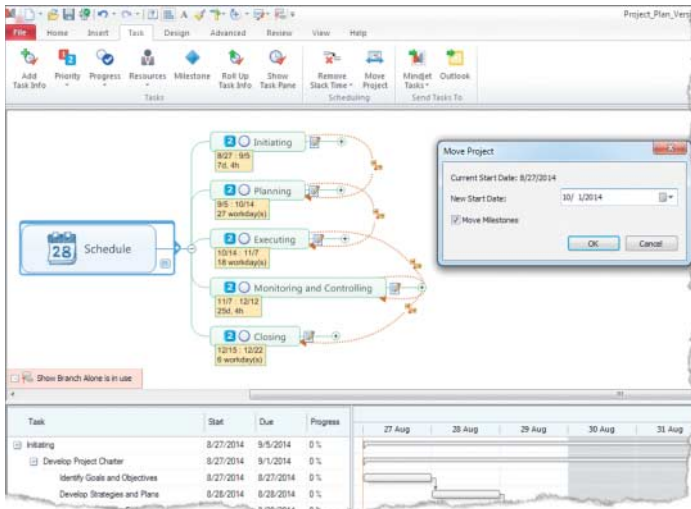 Project_Plan_Versi
File Home Insert Task Design Advanced Review View Help
Add Task Info Priority Progress Resources Milestone Roll Up Task Info Show Task Pane Remove Slack Time Move Project Mindjet Tasks Outlook
Tasks Scheduling Send Tasks To
2 Initiating
8/27 : 9/5
7d, 4h
2 Planning
9/5 : 10/14
27 workday(s)
28 Schedule
2 Executing
10/14 : 11/7
18 workday(s)
2 Monitoring and Controlling
11/7 : 12/12
25d, 4h
2 Closing
12/15 : 12/22
6 workday(s)
Show Branch Alone is in use
Move Project
Current Start Date: 8/27/2014
New Start Date: 10/ 1/2014
Move Milestones
OK Cancel
Task Start Due Progress 27 Aug 28 Aug 29 Aug 30 Aug 31 Aug
Initiating 8/27/2014 9/5/2014 0 %
Develop Project Charter 8/27/2014 9/1/2014 0 %
Identify Goals and Objectives 8/27/2014 8/27/2014 0 %
Develop Strategies and Plans 8/28/2014 8/28/2014 0 %